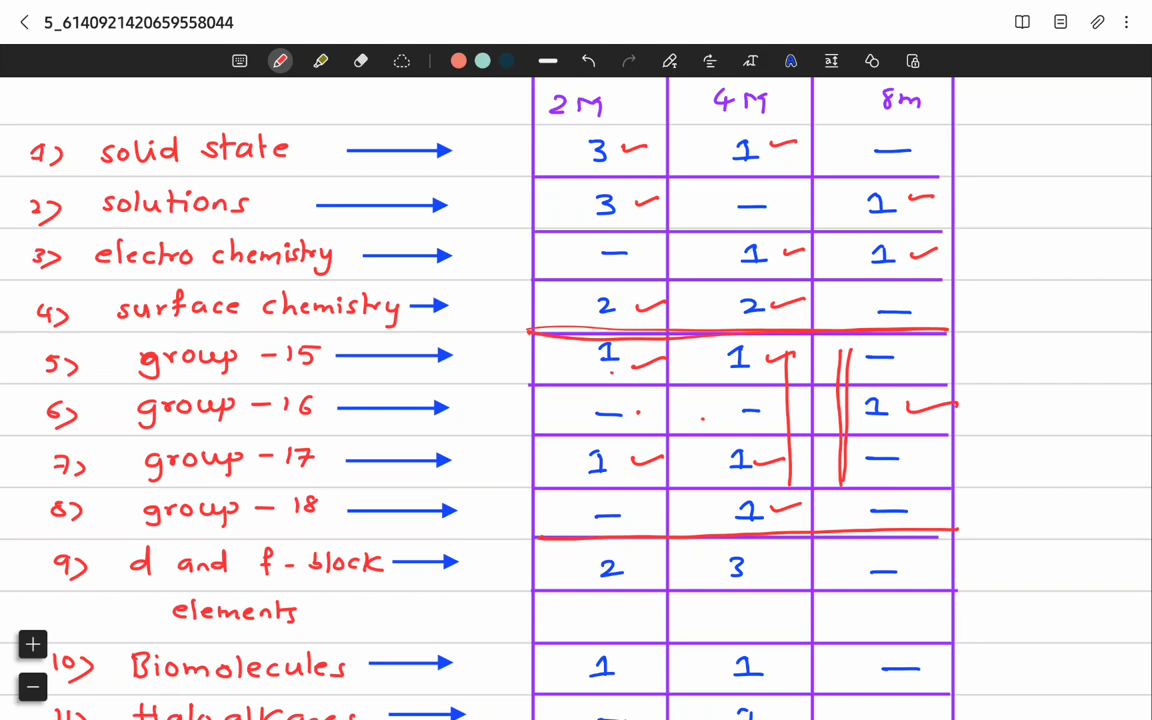 5_6140921420659558044
2M 4M 8m
1) solid state 3 1 —
2) solutions 3 — 1
3) electro chemistry — 1 1
4) surface chemistry 2 2 —
5) group -15 1 1 —
6) group -16 — - 1
7) group -17 1 1 —
8) group - 18 — 1 —
9) d and f-block 2 3 —
elements
10) Biomolecules 1 1 —